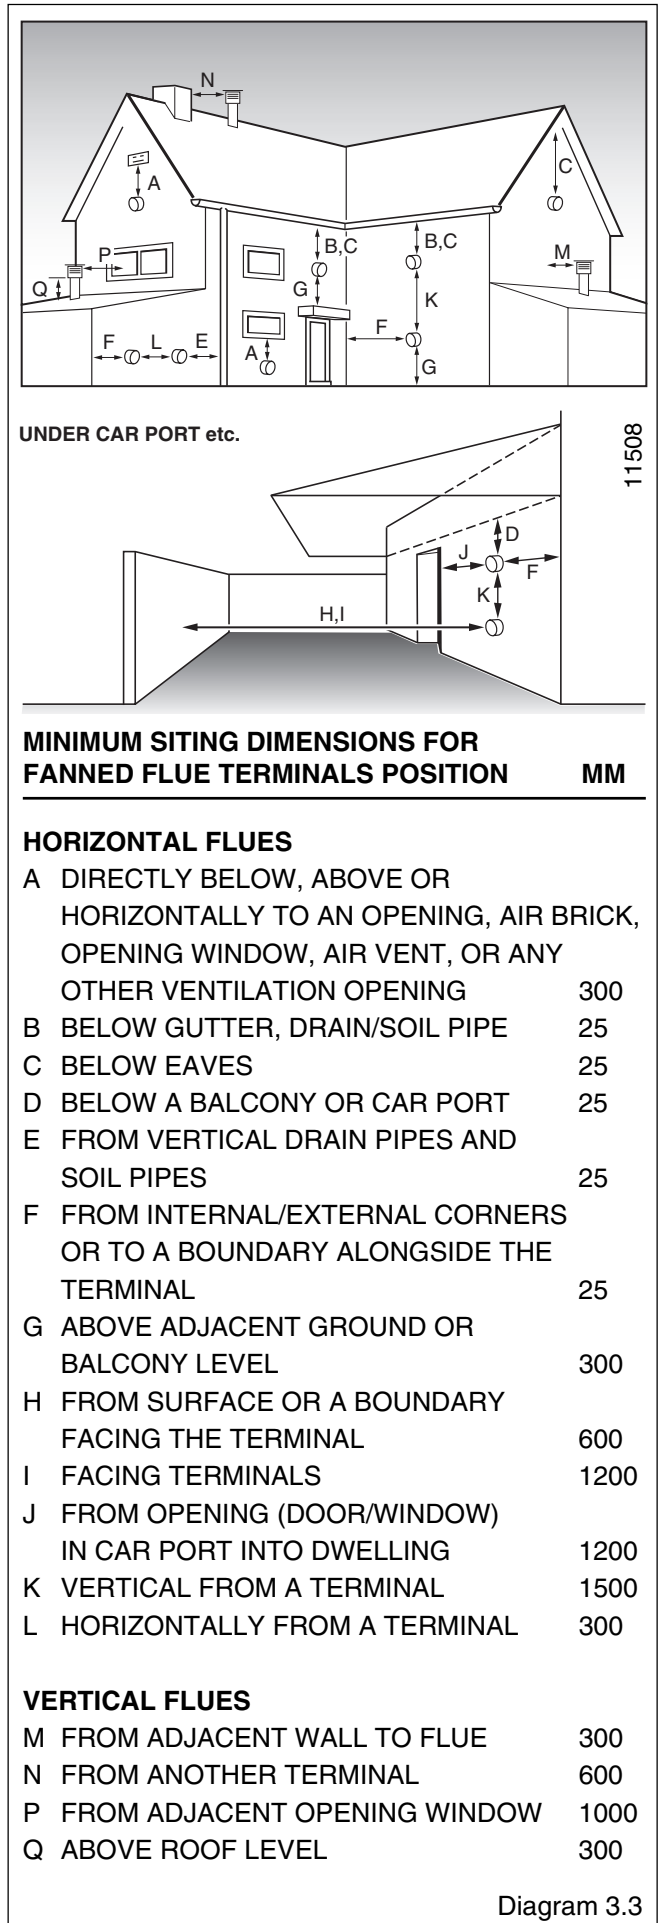 N
A
C
B,C
B,C
P
M
Q
G
K
F
L
E
F
A
G
UNDER CAR PORT etc.
11508
D
J
F
K
H,I
MINIMUM SITING DIMENSIONS FOR
FANNED FLUE TERMINALS POSITION MM
HORIZONTAL FLUES
A DIRECTLY BELOW, ABOVE OR
HORIZONTALLY TO AN OPENING, AIR BRICK,
OPENING WINDOW, AIR VENT, OR ANY
OTHER VENTILATION OPENING 300
B BELOW GUTTER, DRAIN/SOIL PIPE 25
C BELOW EAVES 25
D BELOW A BALCONY OR CAR PORT 25
E FROM VERTICAL DRAIN PIPES AND
SOIL PIPES 25
F FROM INTERNAL/EXTERNAL CORNERS
OR TO A BOUNDARY ALONGSIDE THE
TERMINAL 25
G ABOVE ADJACENT GROUND OR
BALCONY LEVEL 300
H FROM SURFACE OR A BOUNDARY
FACING THE TERMINAL 600
I FACING TERMINALS 1200
J FROM OPENING (DOOR/WINDOW)
IN CAR PORT INTO DWELLING 1200
K VERTICAL FROM A TERMINAL 1500
L HORIZONTALLY FROM A TERMINAL 300
VERTICAL FLUES
M FROM ADJACENT WALL TO FLUE 300
N FROM ANOTHER TERMINAL 600
P FROM ADJACENT OPENING WINDOW 1000
Q ABOVE ROOF LEVEL 300
Diagram 3.3